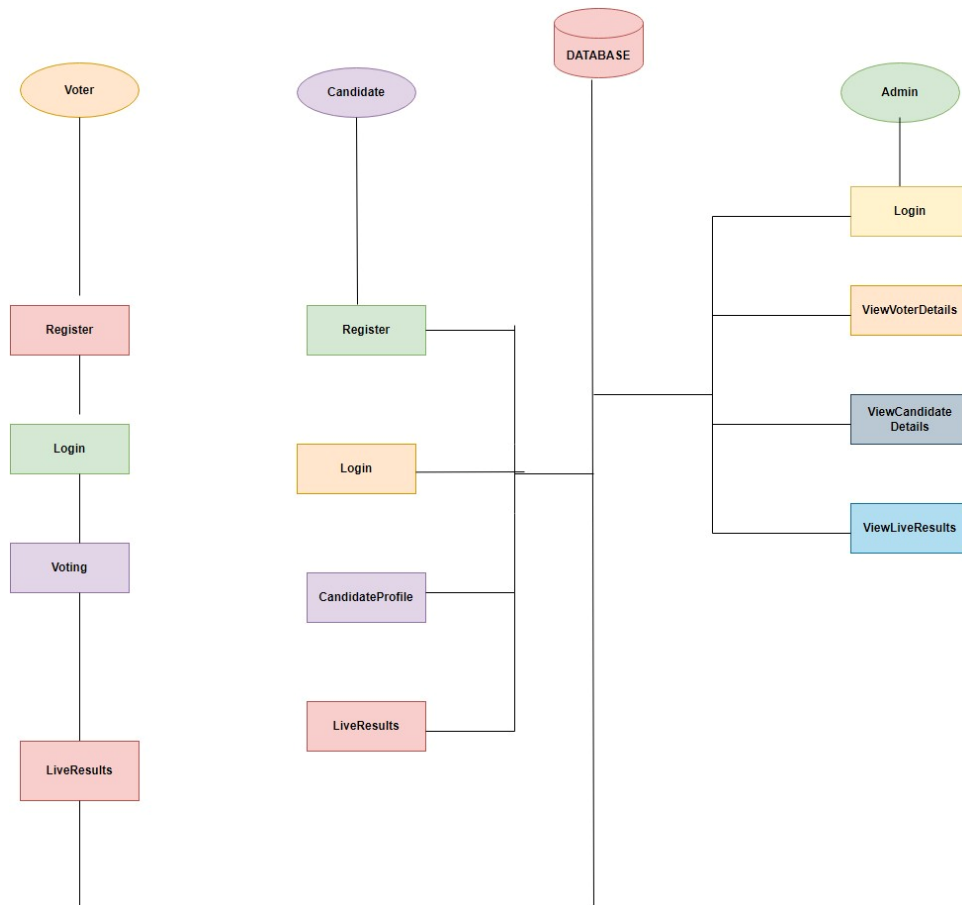 DATABASE
Voter
Candidate
Admin
Login
ViewVoterDetails
Register
Register
ViewCandidate
Details
Login
Login
ViewLiveResults
Voting
CandidateProfile
LiveResults
LiveResults